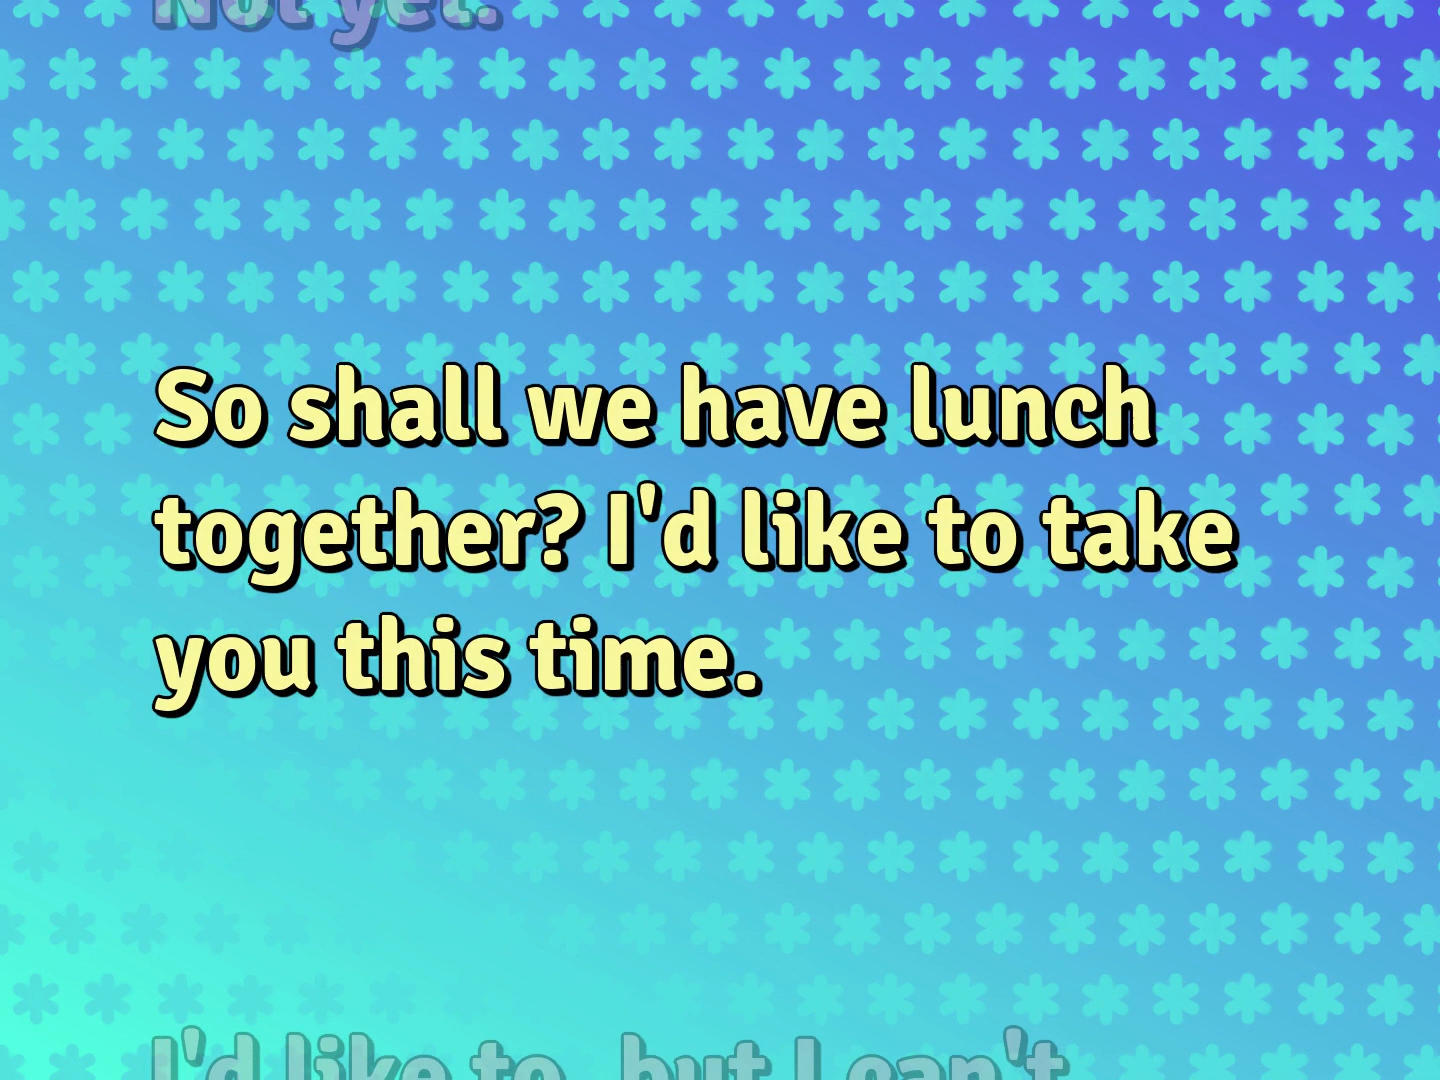 Not yet.
So shall we have lunch
together? I'd like to take
you this time.
I'd like to, but I can't